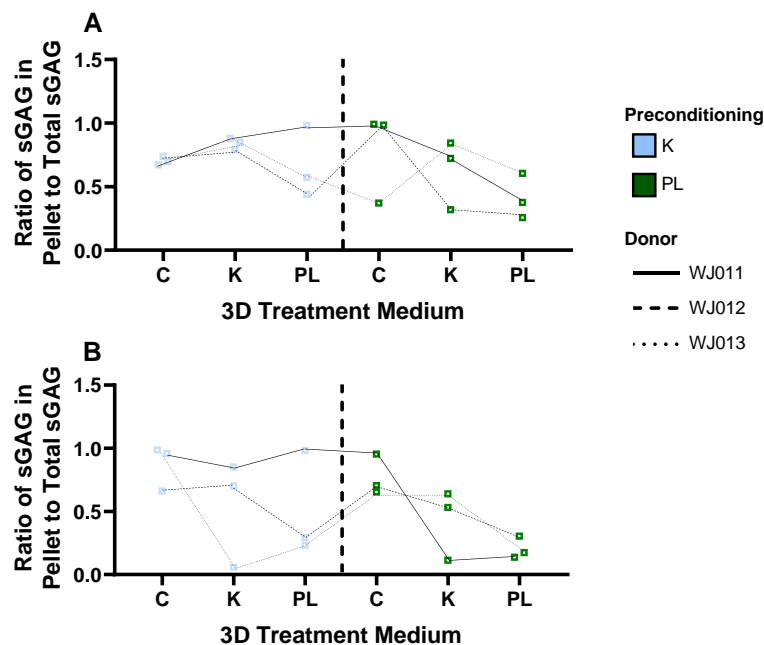 A
Ratio of sGAG in
Pellet to Total sGAG
1.5
1.0
0.5
0.0
C K PL C K PL
3D Treatment Medium
Preconditioning
K
PL
Donor
WJ011
WJ012
WJ013
B
Ratio of sGAG in
Pellet to Total sGAG
1.5
1.0
0.5
0.0
C K PL C K PL
3D Treatment Medium